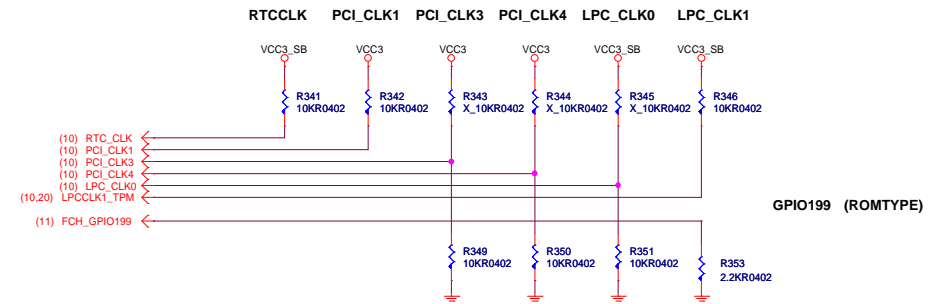 RTCCLK PCI_CLK1 PCI_CLK3 PCI_CLK4 LPC_CLK0 LPC_CLK1
VCC3_SB VCC3 VCC3 VCC3 VCC3_SB VCC3_SB
R341 R342 R343 R344 R345 R346
10KR0402 10KR0402 X_10KR0402 X_10KR0402 X_10KR0402 10KR0402
(10) RTC_CLK
(10) PCI_CLK1
(10) PCI_CLK3
(10) PCI_CLK4
(10) LPC_CLK0
(10,20) LPCCLK1_TPM
GPIO199 (ROMTYPE)
(11) FCH_GPIO199
R349 R350 R351 R353
10KR0402 10KR0402 10KR0402 2.2KR0402